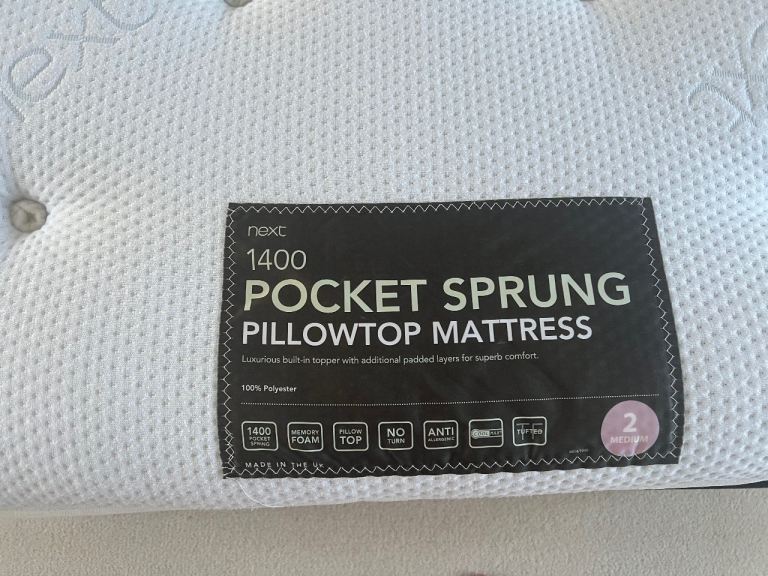 next
next
1400
POCKET SPRUNG
PILLOWTOP MATTRESS
Luxurious built-in topper with additional padded layers for superb comfort.
100% Polyester
1400 POCKET SPRING
MEMORY FOAM
PILLOW TOP
NO TURN
ANTI ALLERGENIC
TUFTED
2 MEDIUM
MADE IN THE UK